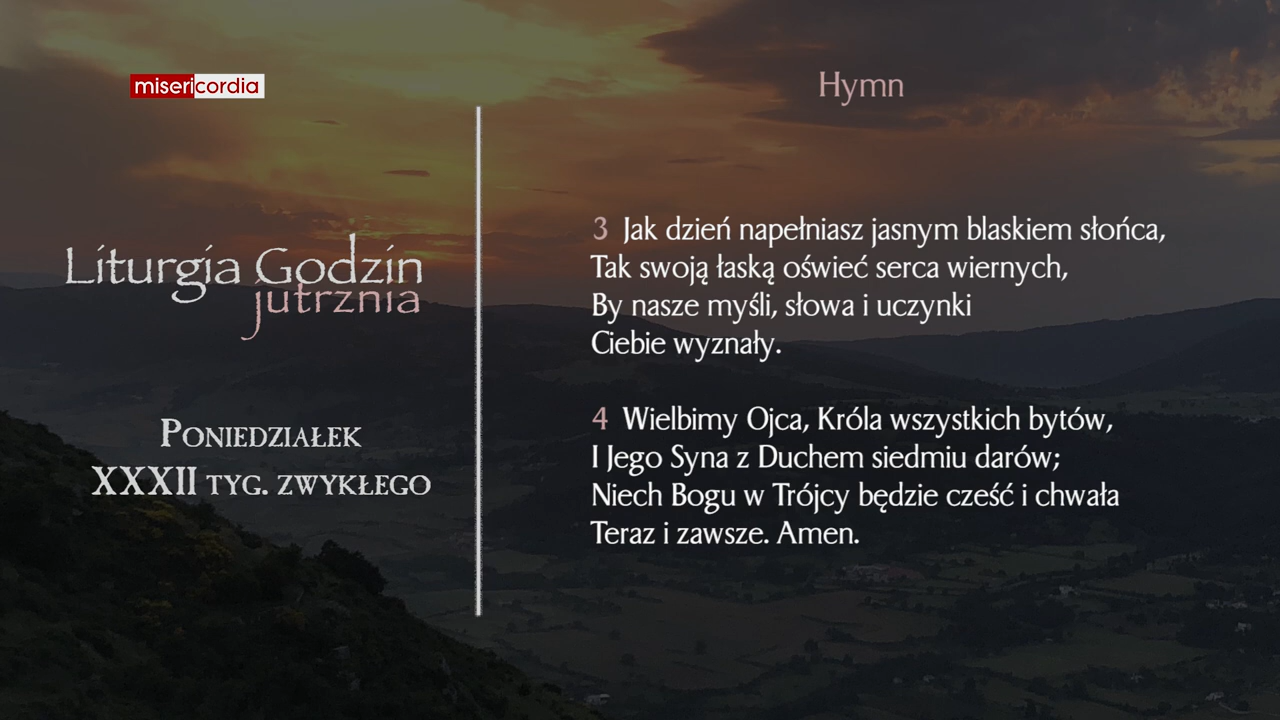 misericordia
Liturgia Godzin
jutrznia
Poniedziałek
XXXII tyg. zwykłego
Hymn
3 Jak dzień napełniasz jasnym blaskiem słońca,
Tak swoją łaską oświeć serca wiernych,
By nasze myśli, słowa i uczynki
Ciebie wyznały.
4 Wielbimy Ojca, Króla wszystkich bytów,
I Jego Syna z Duchem siedmiu darów;
Niech Bogu w Trójcy będzie cześć i chwała
Teraz i zawsze. Amen.